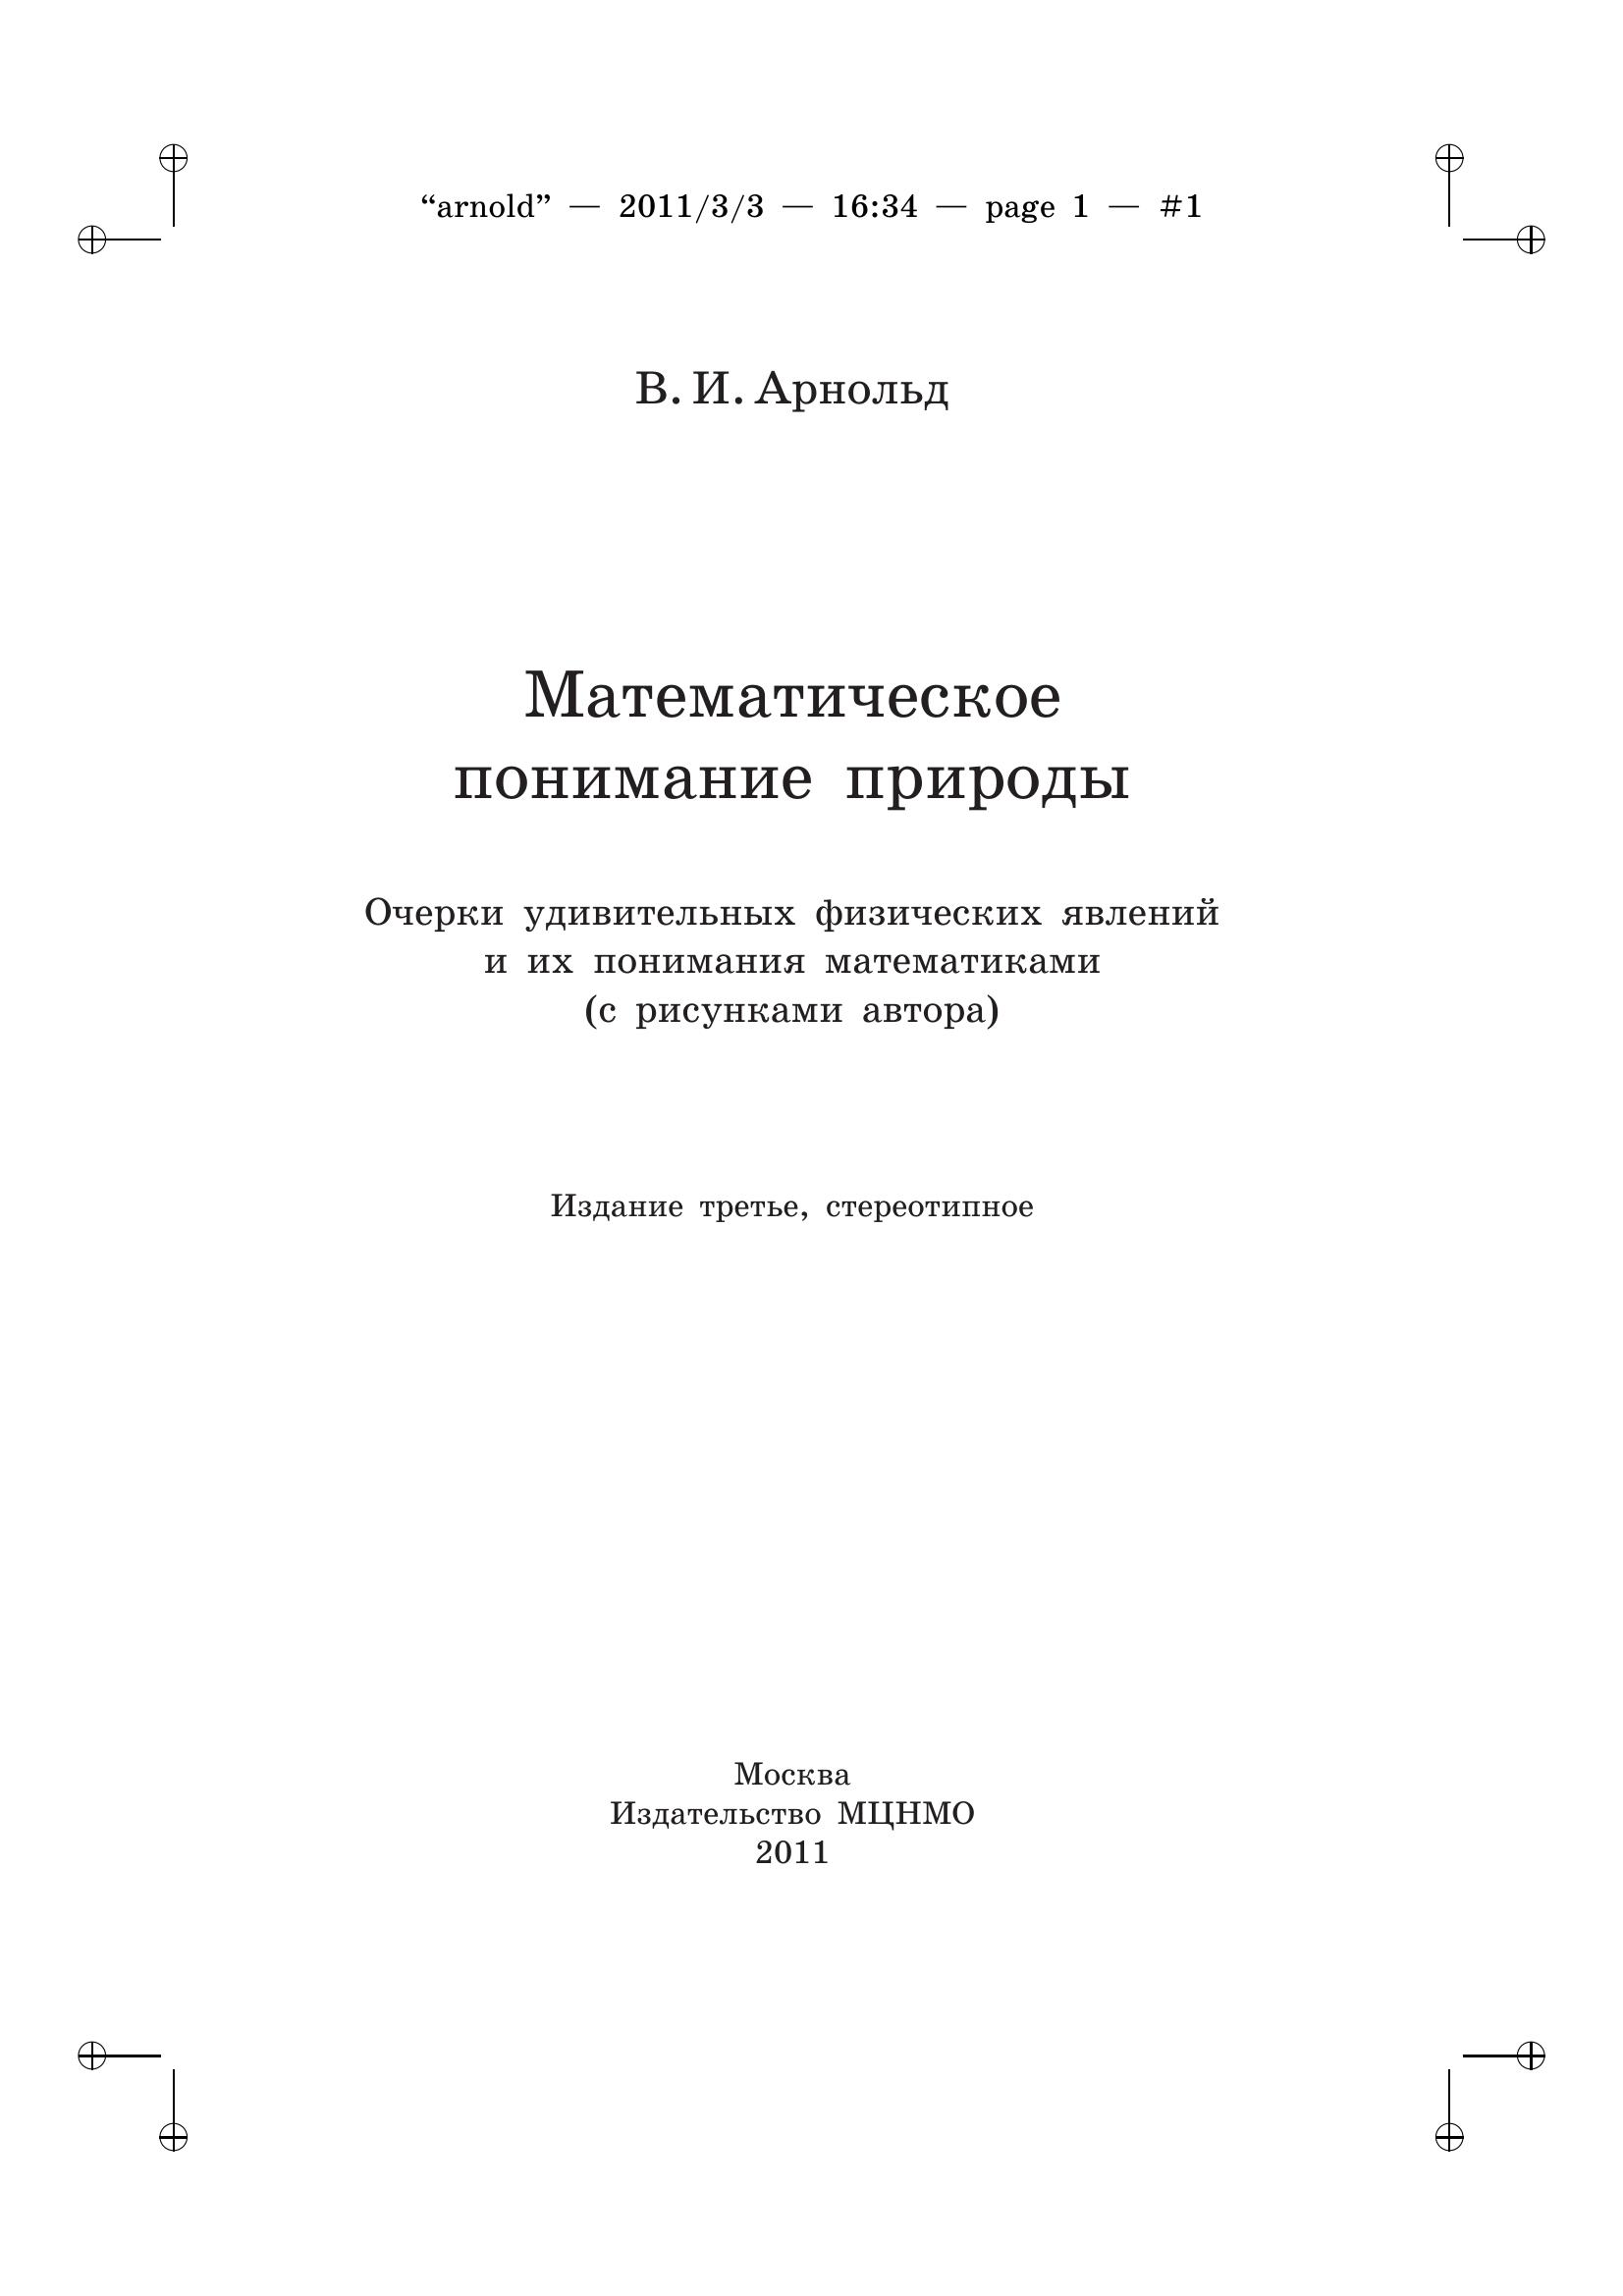 “arnold” — 2011/3/3 — 16:34 — page 1 — #1
В. И. Арнольд
Математическое
понимание природы
Очерки удивительных физических явлений
и их понимания математиками
(с рисунками автора)
Издание третье, стереотипное
Москва
Издательство МЦНМО
2011